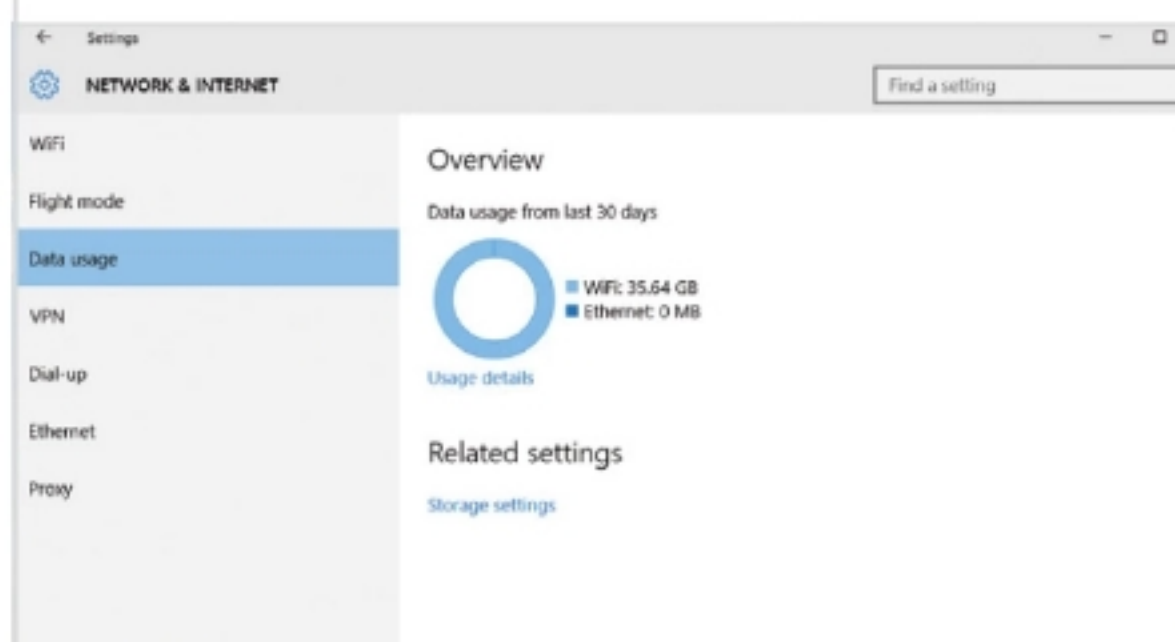 Settings
NETWORK & INTERNET
Find a setting
WiFi
Flight mode
Data usage
VPN
Dial-up
Ethernet
Proxy
Overview
Data usage from last 30 days
WiFi: 35.64 GB
Ethernet: 0 MB
Usage details
Related settings
Storage settings